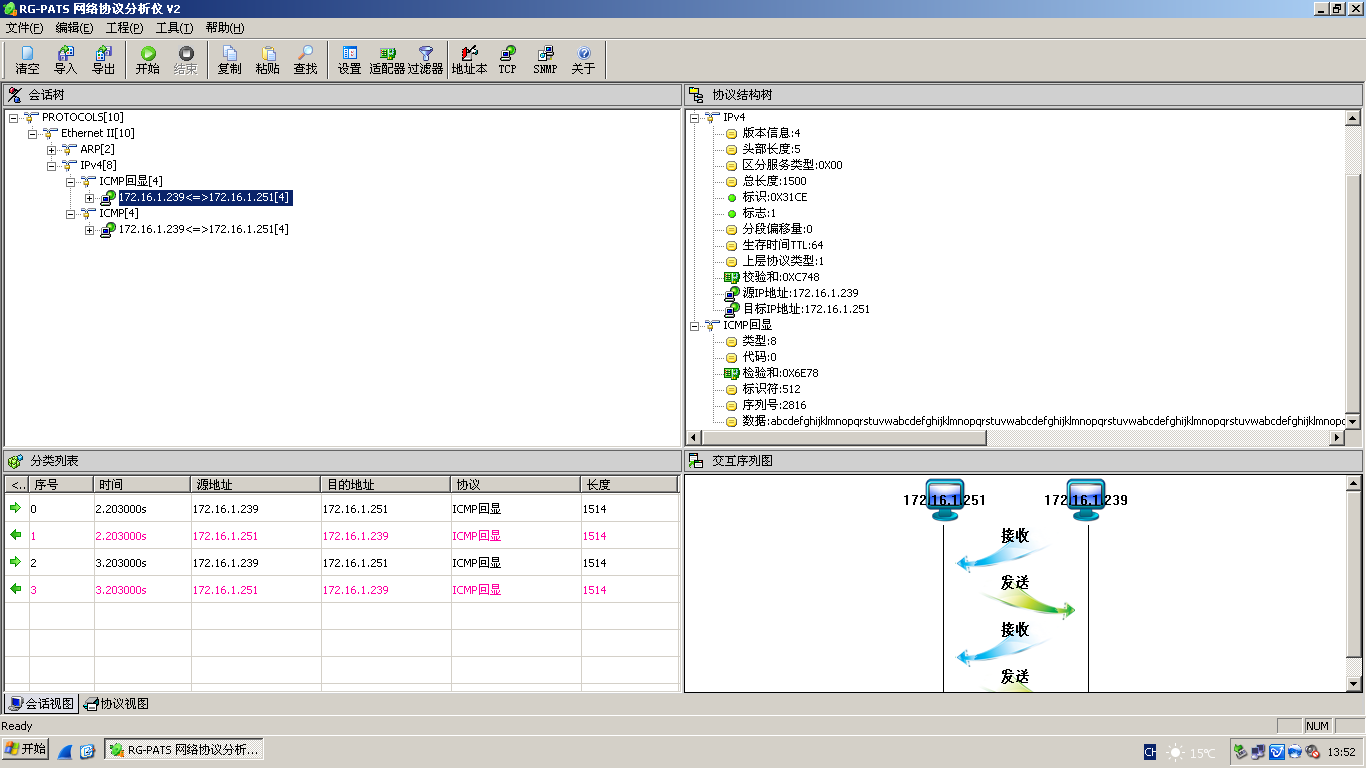 RG-PATS 网络协议分析仪 V2
文件(F) 编辑(E) 工程(P) 工具(T) 帮助(H)
清空 导入 导出 开始 结束 复制 粘贴 查找 设置 适配器 过滤器 地址本 TCP SNMP 关于
会话树
PROTOCOLS[10]
Ethernet II[10]
ARP[2]
IPv4[8]
ICMP回显[4]
172.16.1.239<=>172.16.1.251[4]
ICMP[4]
172.16.1.239<=>172.16.1.251[4]
协议结构树
IPv4
版本信息:4
头部长度:5
区分服务类型:0X00
总长度:1500
标识:0X31CE
标志:1
分段偏移量:0
生存时间TTL:64
上层协议类型:1
校验和:0XC748
源IP地址:172.16.1.239
目标IP地址:172.16.1.251
ICMP回显
类型:8
代码:0
检验和:0X6E78
标识符:512
序列号:2816
数据:abcdefghijklmnopqrstuvwabcdefghijklmnopqrstuvwabcdefghijklmnopqrstuvwabcdefghijklmnopqrstuvwabcdefghijklmnopc
分类列表
<.. 序号 时间 源地址 目的地址 协议 长度
0 2.203000s 172.16.1.239 172.16.1.251 ICMP回显 1514
1 2.203000s 172.16.1.251 172.16.1.239 ICMP回显 1514
2 3.203000s 172.16.1.239 172.16.1.251 ICMP回显 1514
3 3.203000s 172.16.1.251 172.16.1.239 ICMP回显 1514
交互序列图
172.16.1.251 172.16.1.239
接收
发送
接收
发送
会话视图 协议视图
Ready NUM
开始 RG-PATS 网络协议分析... CH 15℃ 13:52